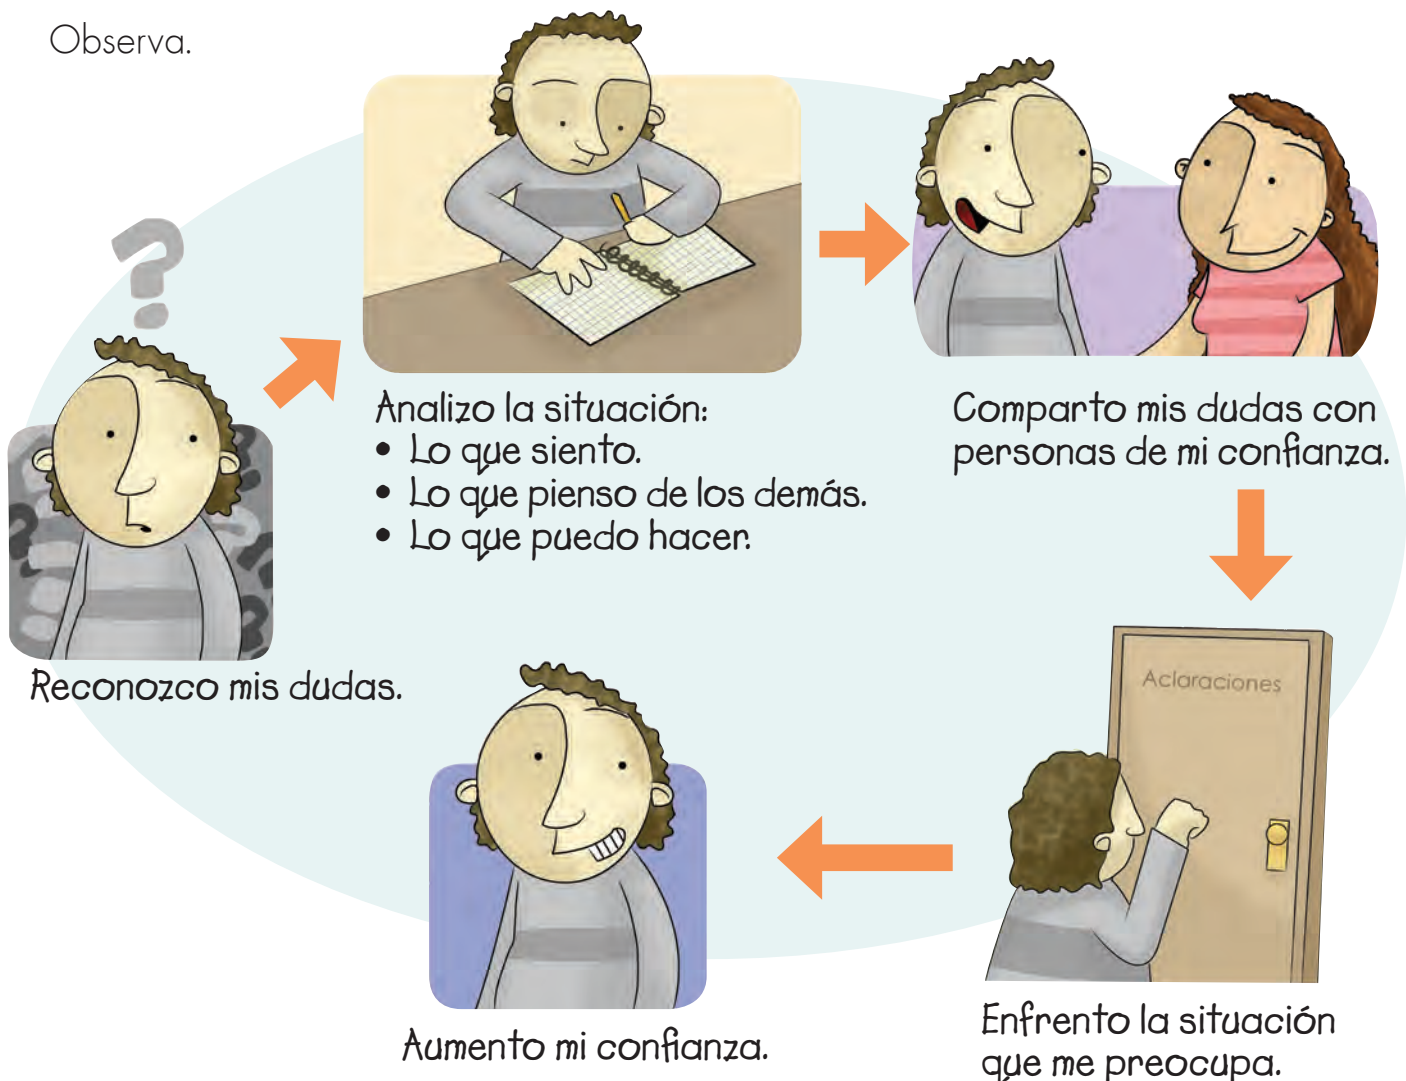 Observa.
?
Reconozco mis dudas.
Analizo la situación:
• Lo que siento.
• Lo que pienso de los demás.
• Lo que puedo hacer.
Comparto mis dudas con
personas de mi confianza.
Aclaraciones
Enfrento la situación
que me preocupa.
Aumento mi confianza.